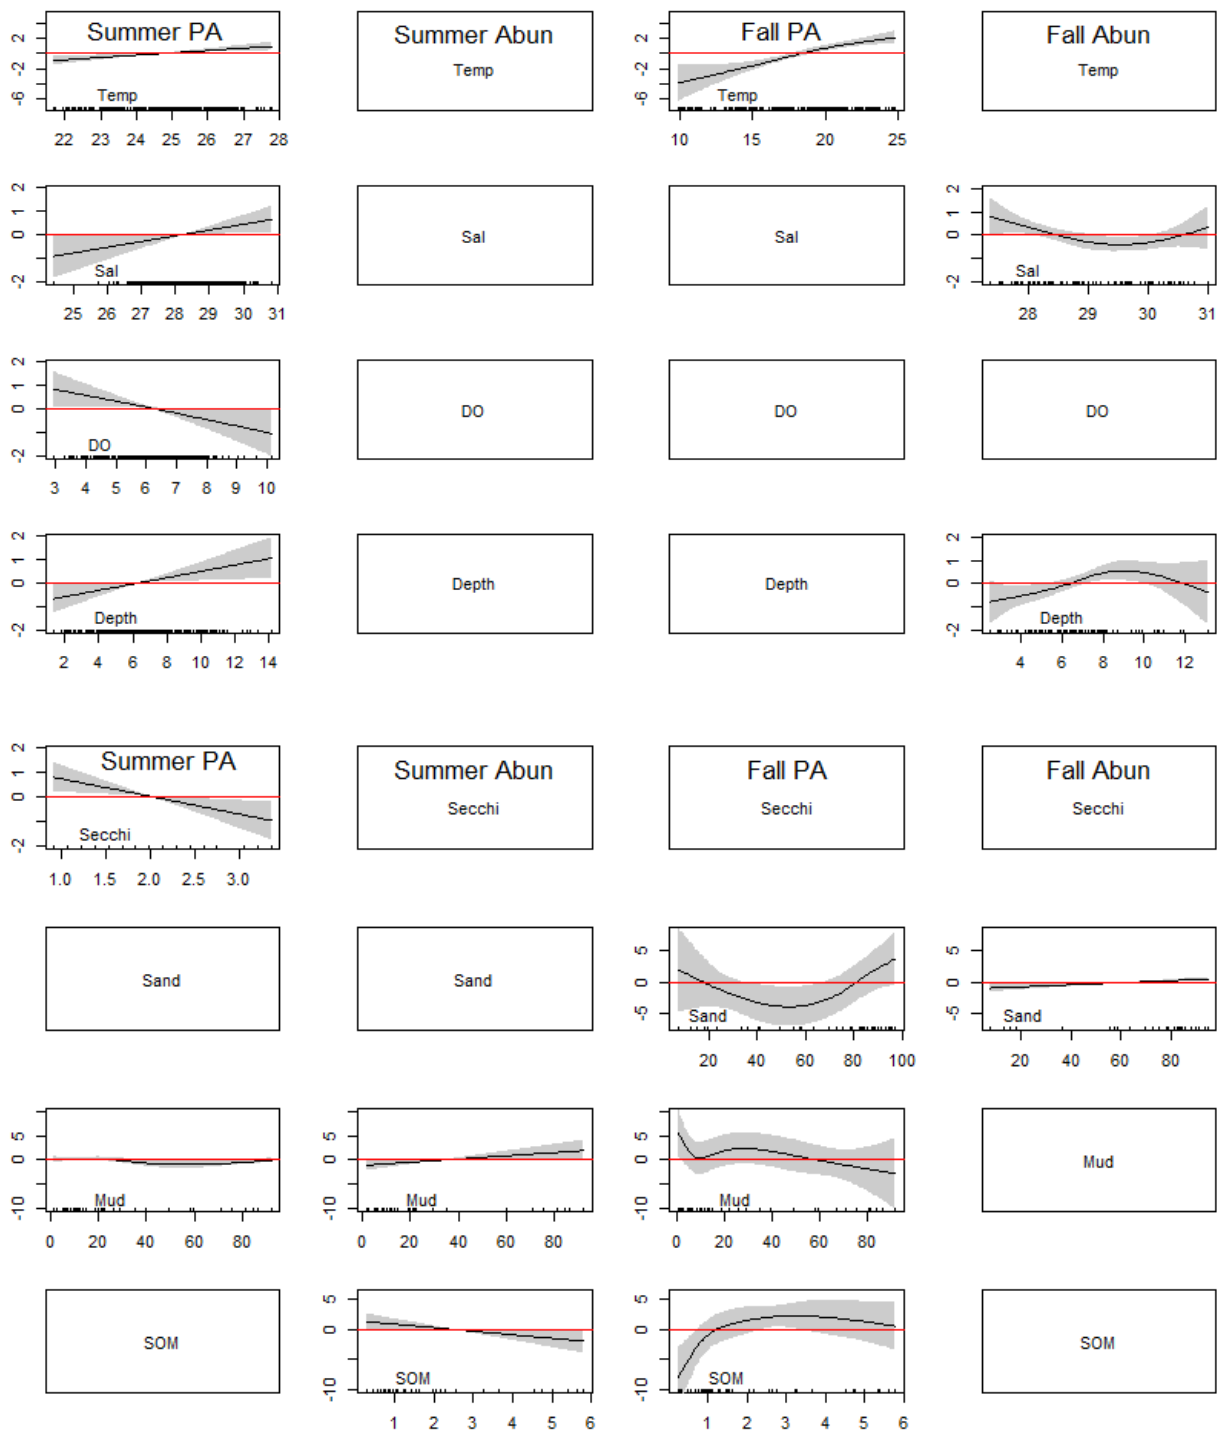 Summer PA
Summer Abun
Fall PA
Fall Abun
2
-2
-6
Temp
22 23 24 25 26 27 28
Temp
2
-2
-6
Temp
10 15 20 25
Temp
2
1
0
-2
Sal
25 26 27 28 29 30 31
Sal
Sal
2
1
0
-2
Sal
28 29 30 31
2
1
0
-2
DO
3 4 5 6 7 8 9 10
DO
DO
DO
2
1
0
-2
Depth
2 4 6 8 10 12 14
Depth
Depth
2
1
0
-2
Depth
4 6 8 10 12
Summer PA
Summer Abun
Fall PA
Fall Abun
2
1
0
-2
Secchi
1.0 1.5 2.0 2.5 3.0
Secchi
Secchi
Secchi
Sand
Sand
5
0
-5
Sand
20 40 60 80 100
5
0
-5
Sand
20 40 60 80
5
0
-10
Mud
0 20 40 60 80
5
0
-10
Mud
0 20 40 60 80
5
0
-10
Mud
0 20 40 60 80
Mud
SOM
5
0
-10
SOM
1 2 3 4 5 6
5
0
-10
SOM
1 2 3 4 5 6
SOM